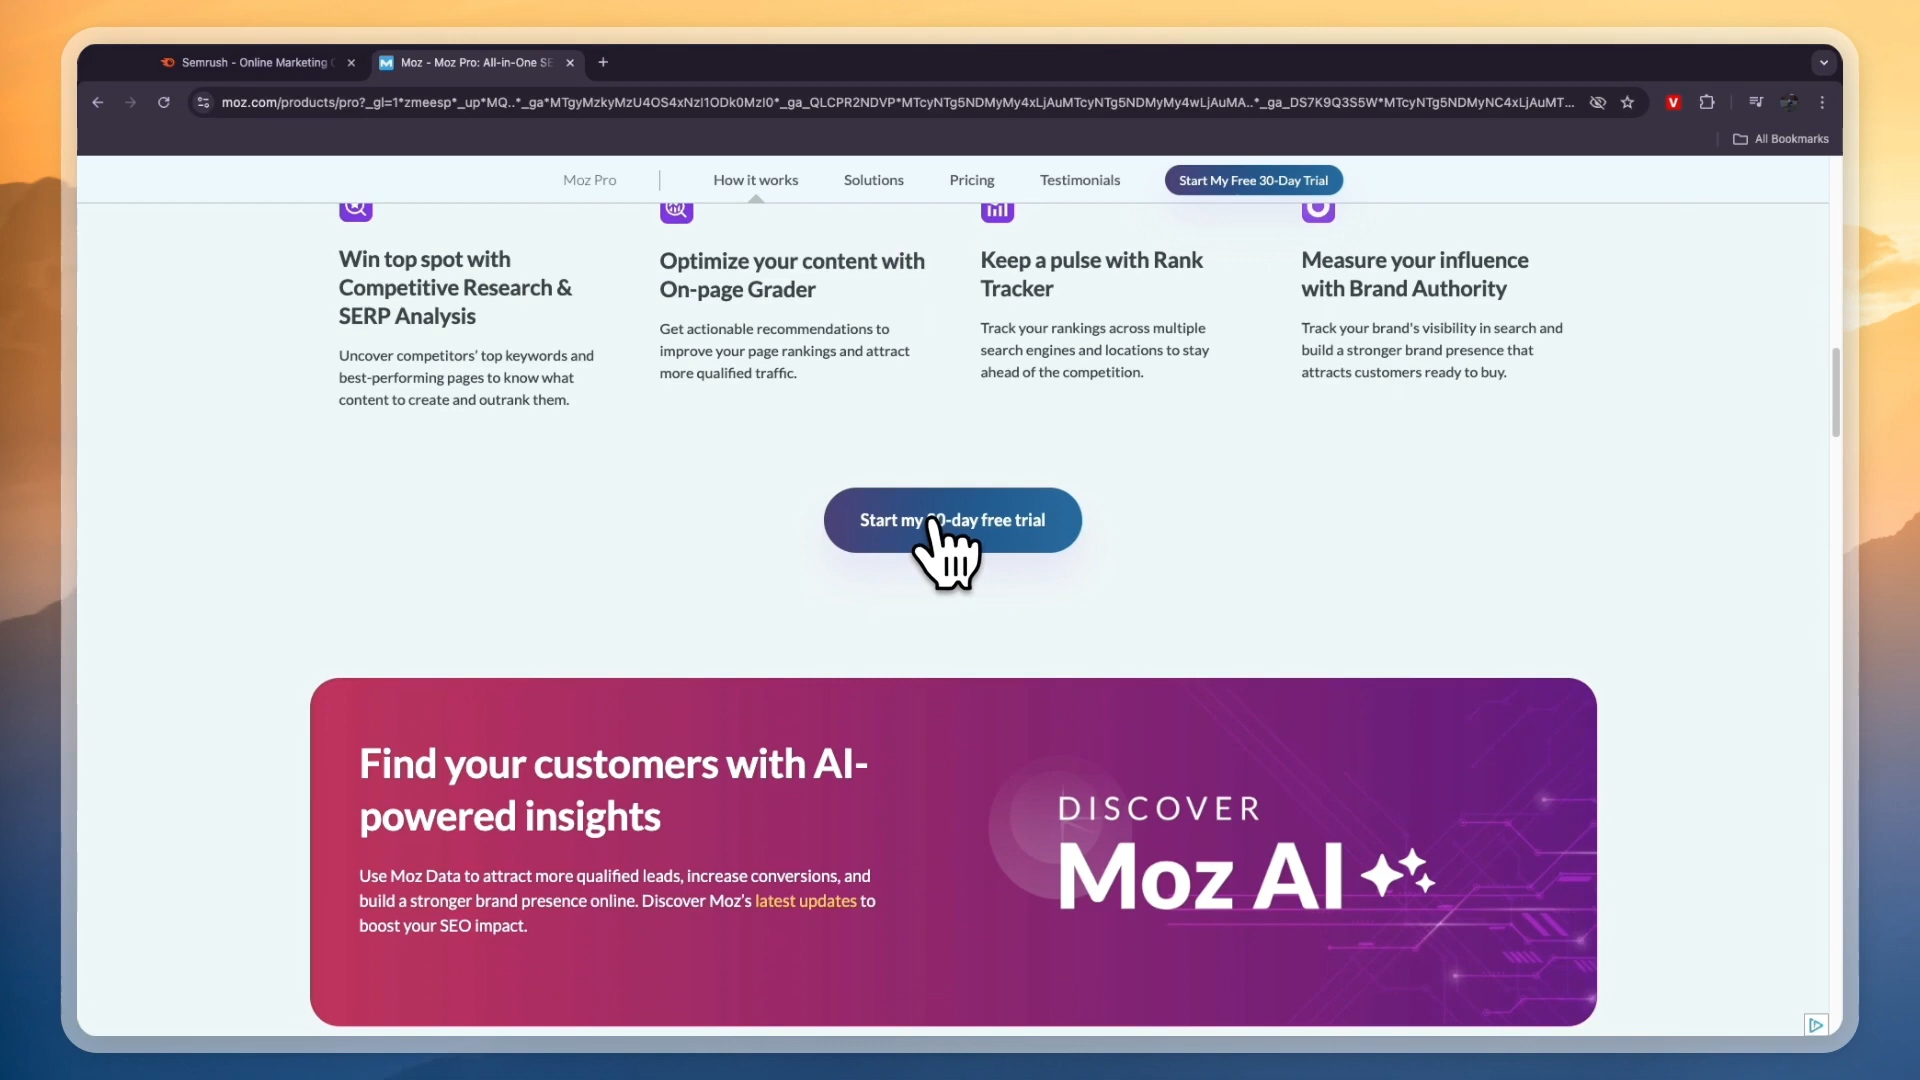 Semrush - Online Marketing
Moz - Moz Pro: All-in-One SE
moz.com/products/pro?_gl=1*zmeesp*_up*MQ..*_ga*MTgyMzkyMzU4OS4xNzI1ODk0MzI0*_ga_QLCPR2NDVP*MTcyNTg5NDMyMy4xLjAuMTcyNTg5NDMyMy4wLjAuMA..*_ga_DS7K9Q3S5W*MTcyNTg5NDMyNC4xLjAuMT...
All Bookmarks
Moz Pro
How it works
Solutions
Pricing
Testimonials
Start My Free 30-Day Trial
Win top spot with
Competitive Research &
SERP Analysis
Uncover competitors' top keywords and
best-performing pages to know what
content to create and outrank them.
Optimize your content with
On-page Grader
Get actionable recommendations to
improve your page rankings and attract
more qualified traffic.
Keep a pulse with Rank
Tracker
Track your rankings across multiple
search engines and locations to stay
ahead of the competition.
Measure your influence
with Brand Authority
Track your brand's visibility in search and
build a stronger brand presence that
attracts customers ready to buy.
Start my 30-day free trial
Find your customers with AI-
powered insights
Use Moz Data to attract more qualified leads, increase conversions, and
build a stronger brand presence online. Discover Moz's latest updates to
boost your SEO impact.
DISCOVER
Moz AI